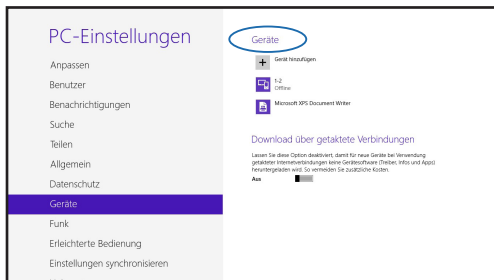 PC-Einstellungen
Anpassen
Benutzer
Benachrichtigungen
Suche
Teilen
Allgemein
Datenschutz
Geräte
Funk
Erleichterte Bedienung
Einstellungen synchronisieren
Geräte
Gerät hinzufügen
1-2
Offline
Microsoft XPS Document Writer
Download über getaktete Verbindungen
Lassen Sie diese Option deaktiviert, damit für neue Geräte bei Verwendung
getakteter Internetverbindungen keine Gerätesoftware (Treiber, Infos und Apps)
heruntergeladen wird. So vermeiden Sie zusätzliche Kosten.
Aus